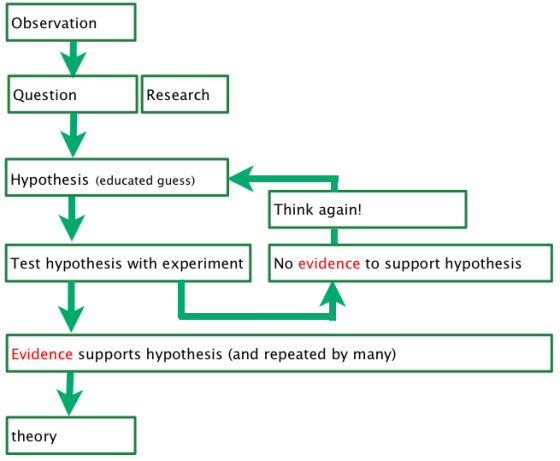 Observation
Question
Research
Hypothesis (educated guess)
Think again!
Test hypothesis with experiment
No evidence to support hypothesis
Evidence supports hypothesis (and repeated by many)
theory